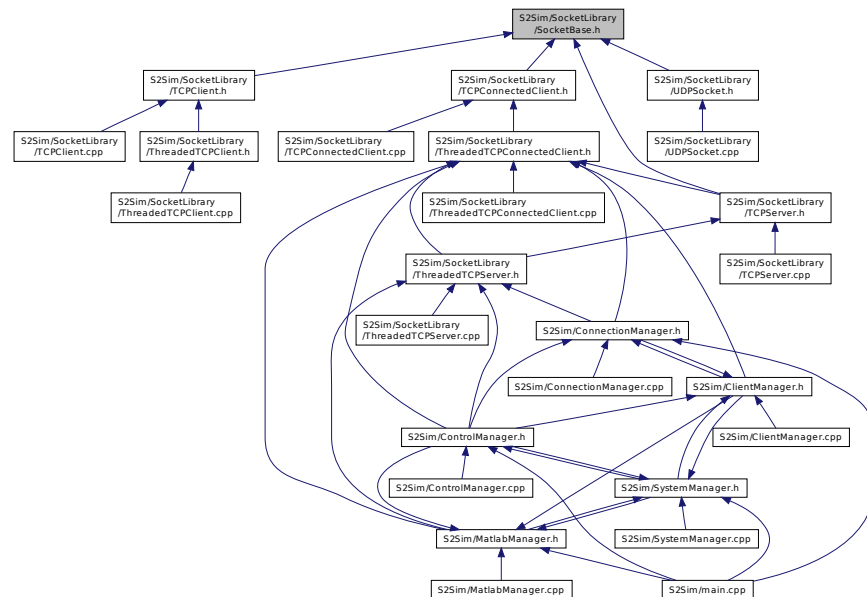 S2Sim/SocketLibrary
/SocketBase.h
S2Sim/SocketLibrary
/TCPClient.h
S2Sim/SocketLibrary
/TCPConnectedClient.h
S2Sim/SocketLibrary
/UDPSocket.h
S2Sim/SocketLibrary
/TCPClient.cpp
S2Sim/SocketLibrary
/ThreadedTCPClient.h
S2Sim/SocketLibrary
/TCPConnectedClient.cpp
S2Sim/SocketLibrary
/ThreadedTCPConnectedClient.h
S2Sim/SocketLibrary
/UDPSocket.cpp
S2Sim/SocketLibrary
/ThreadedTCPClient.cpp
S2Sim/SocketLibrary
/ThreadedTCPConnectedClient.cpp
S2Sim/SocketLibrary
/TCPServer.h
S2Sim/SocketLibrary
/ThreadedTCPServer.h
S2Sim/SocketLibrary
/TCPServer.cpp
S2Sim/SocketLibrary
/ThreadedTCPServer.cpp
S2Sim/ConnectionManager.h
S2Sim/ConnectionManager.cpp
S2Sim/ClientManager.h
S2Sim/ControlManager.h
S2Sim/ClientManager.cpp
S2Sim/ControlManager.cpp
S2Sim/SystemManager.h
S2Sim/MatlabManager.h
S2Sim/SystemManager.cpp
S2Sim/MatlabManager.cpp
S2Sim/main.cpp